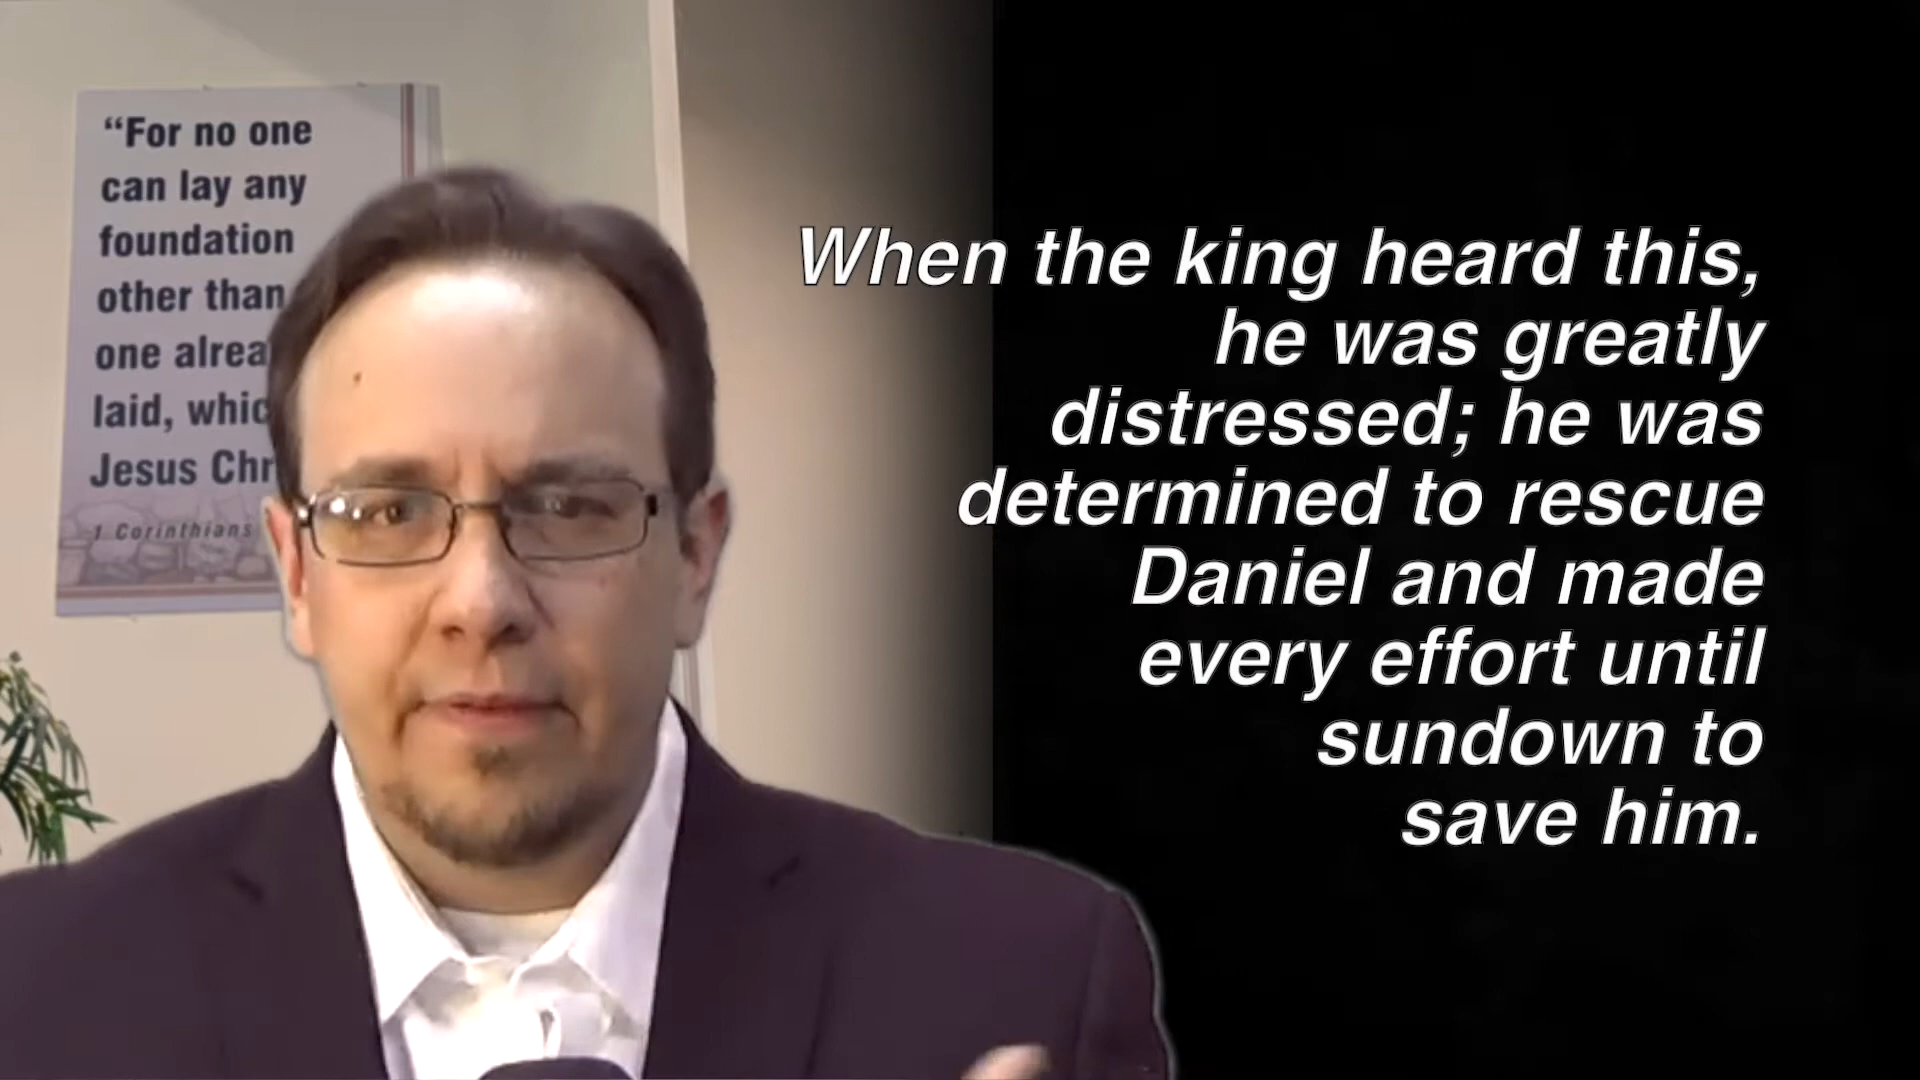 “For no one
can lay any
foundation
other than
one alrea
laid, whic
Jesus Chr
1 Corinthians
When the king heard this,
he was greatly
distressed; he was
determined to rescue
Daniel and made
every effort until
sundown to
save him.